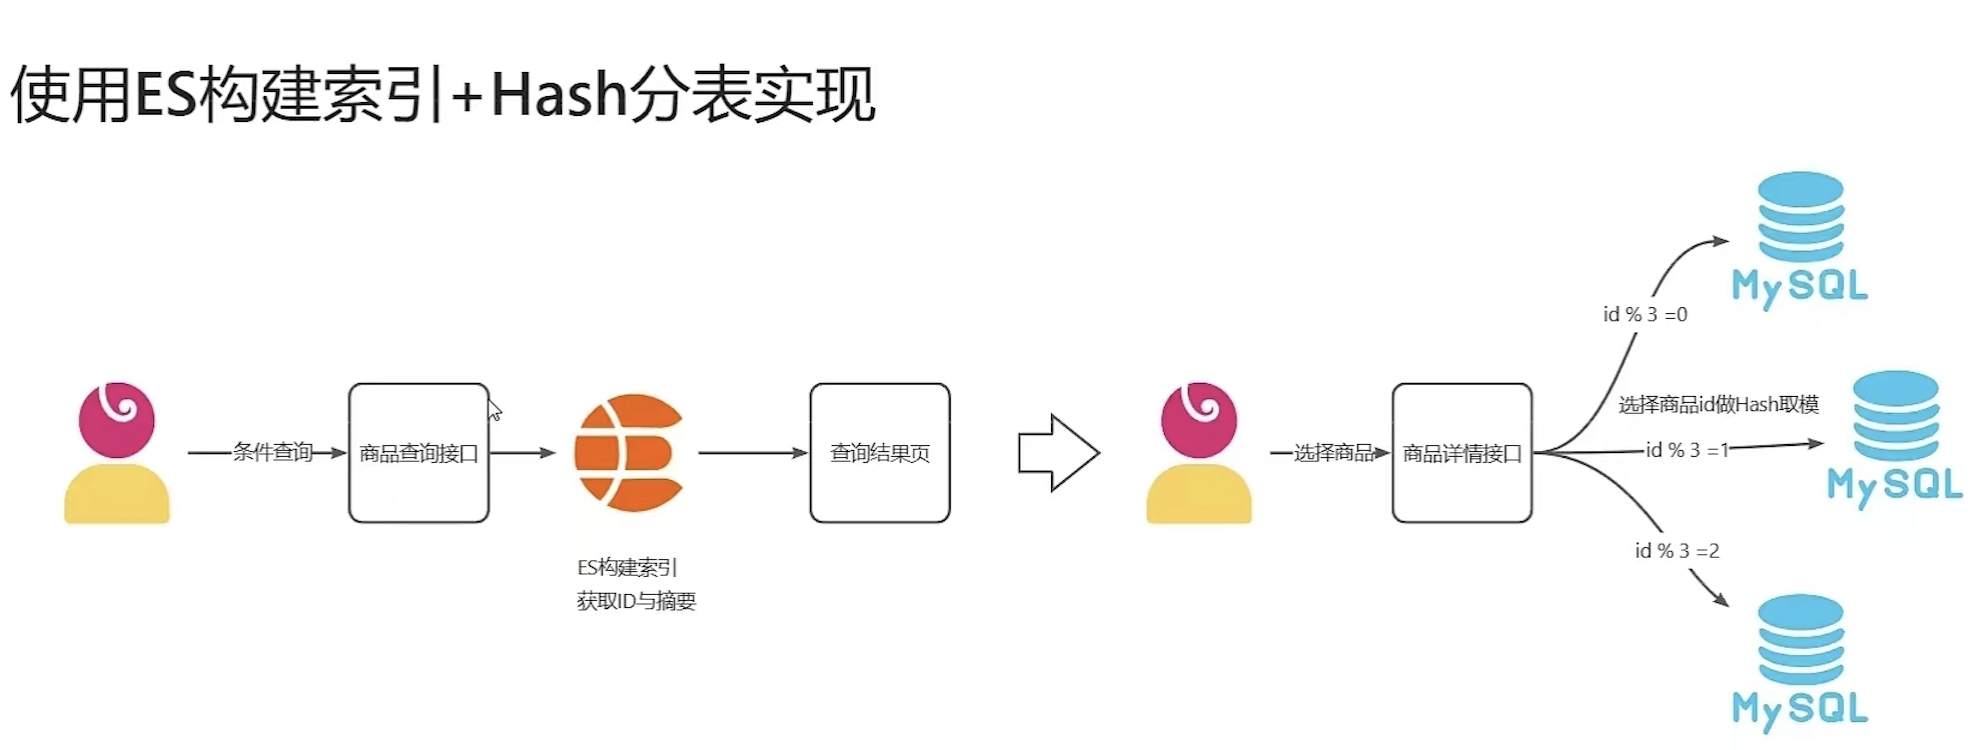 使用ES构建索引+Hash分表实现
条件查询
商品查询接口
ES构建索引
获取ID与摘要
查询结果页
选择商品
商品详情接口
id % 3 =0
选择商品id做Hash取模
id % 3 =1
id % 3 =2
MySQL
MySQL
MySQL